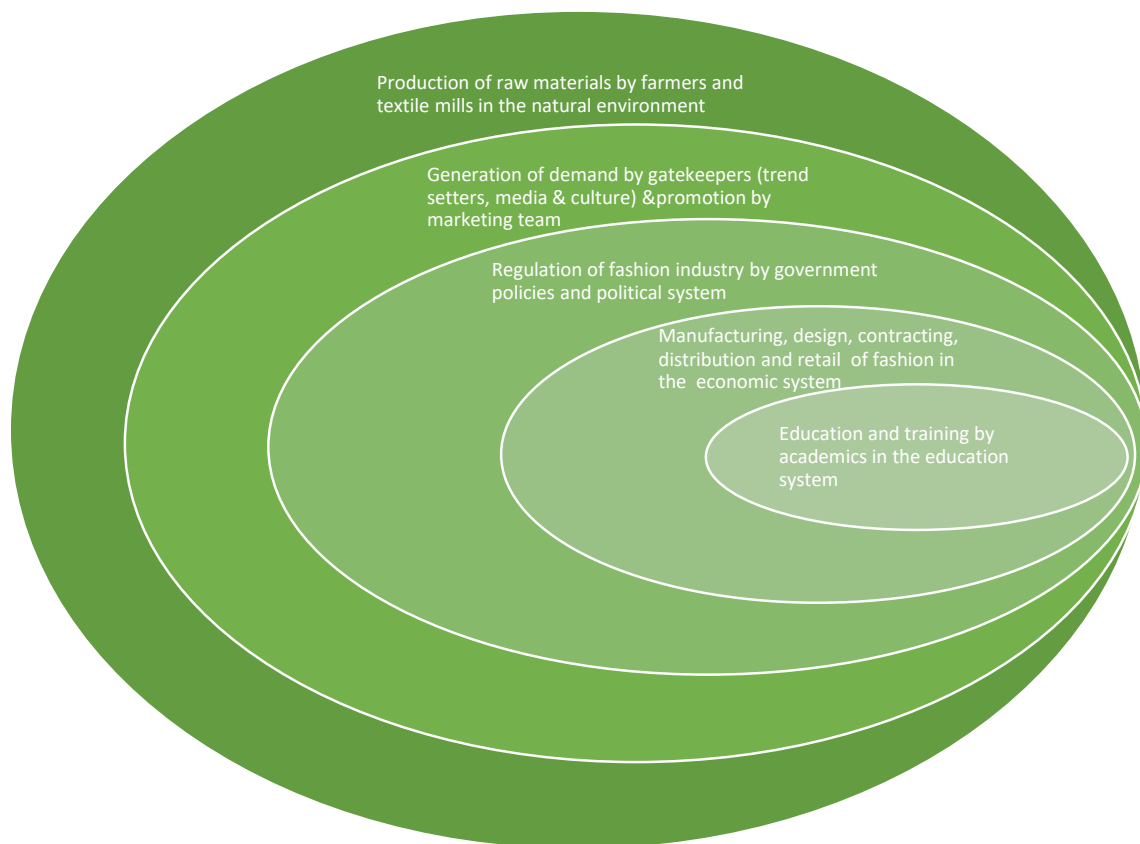 Production of raw materials by farmers and
textile mills in the natural environment
Generation of demand by gatekeepers (trend
setters, media & culture) &promotion by
marketing team
Regulation of fashion industry by government
policies and political system
Manufacturing, design, contracting,
distribution and retail  of fashion in
the  economic system
Education and training by
academics in the education
system